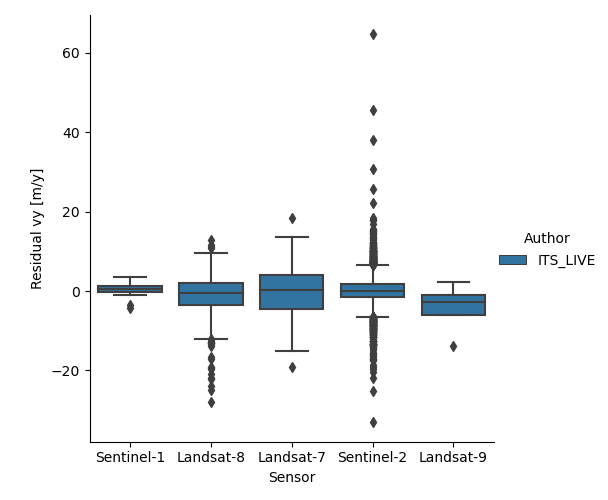 60
40
20
0
−20
Residual vy [m/y]
Sentinel-1 Landsat-8 Landsat-7 Sentinel-2 Landsat-9
Sensor
Author
ITS_LIVE